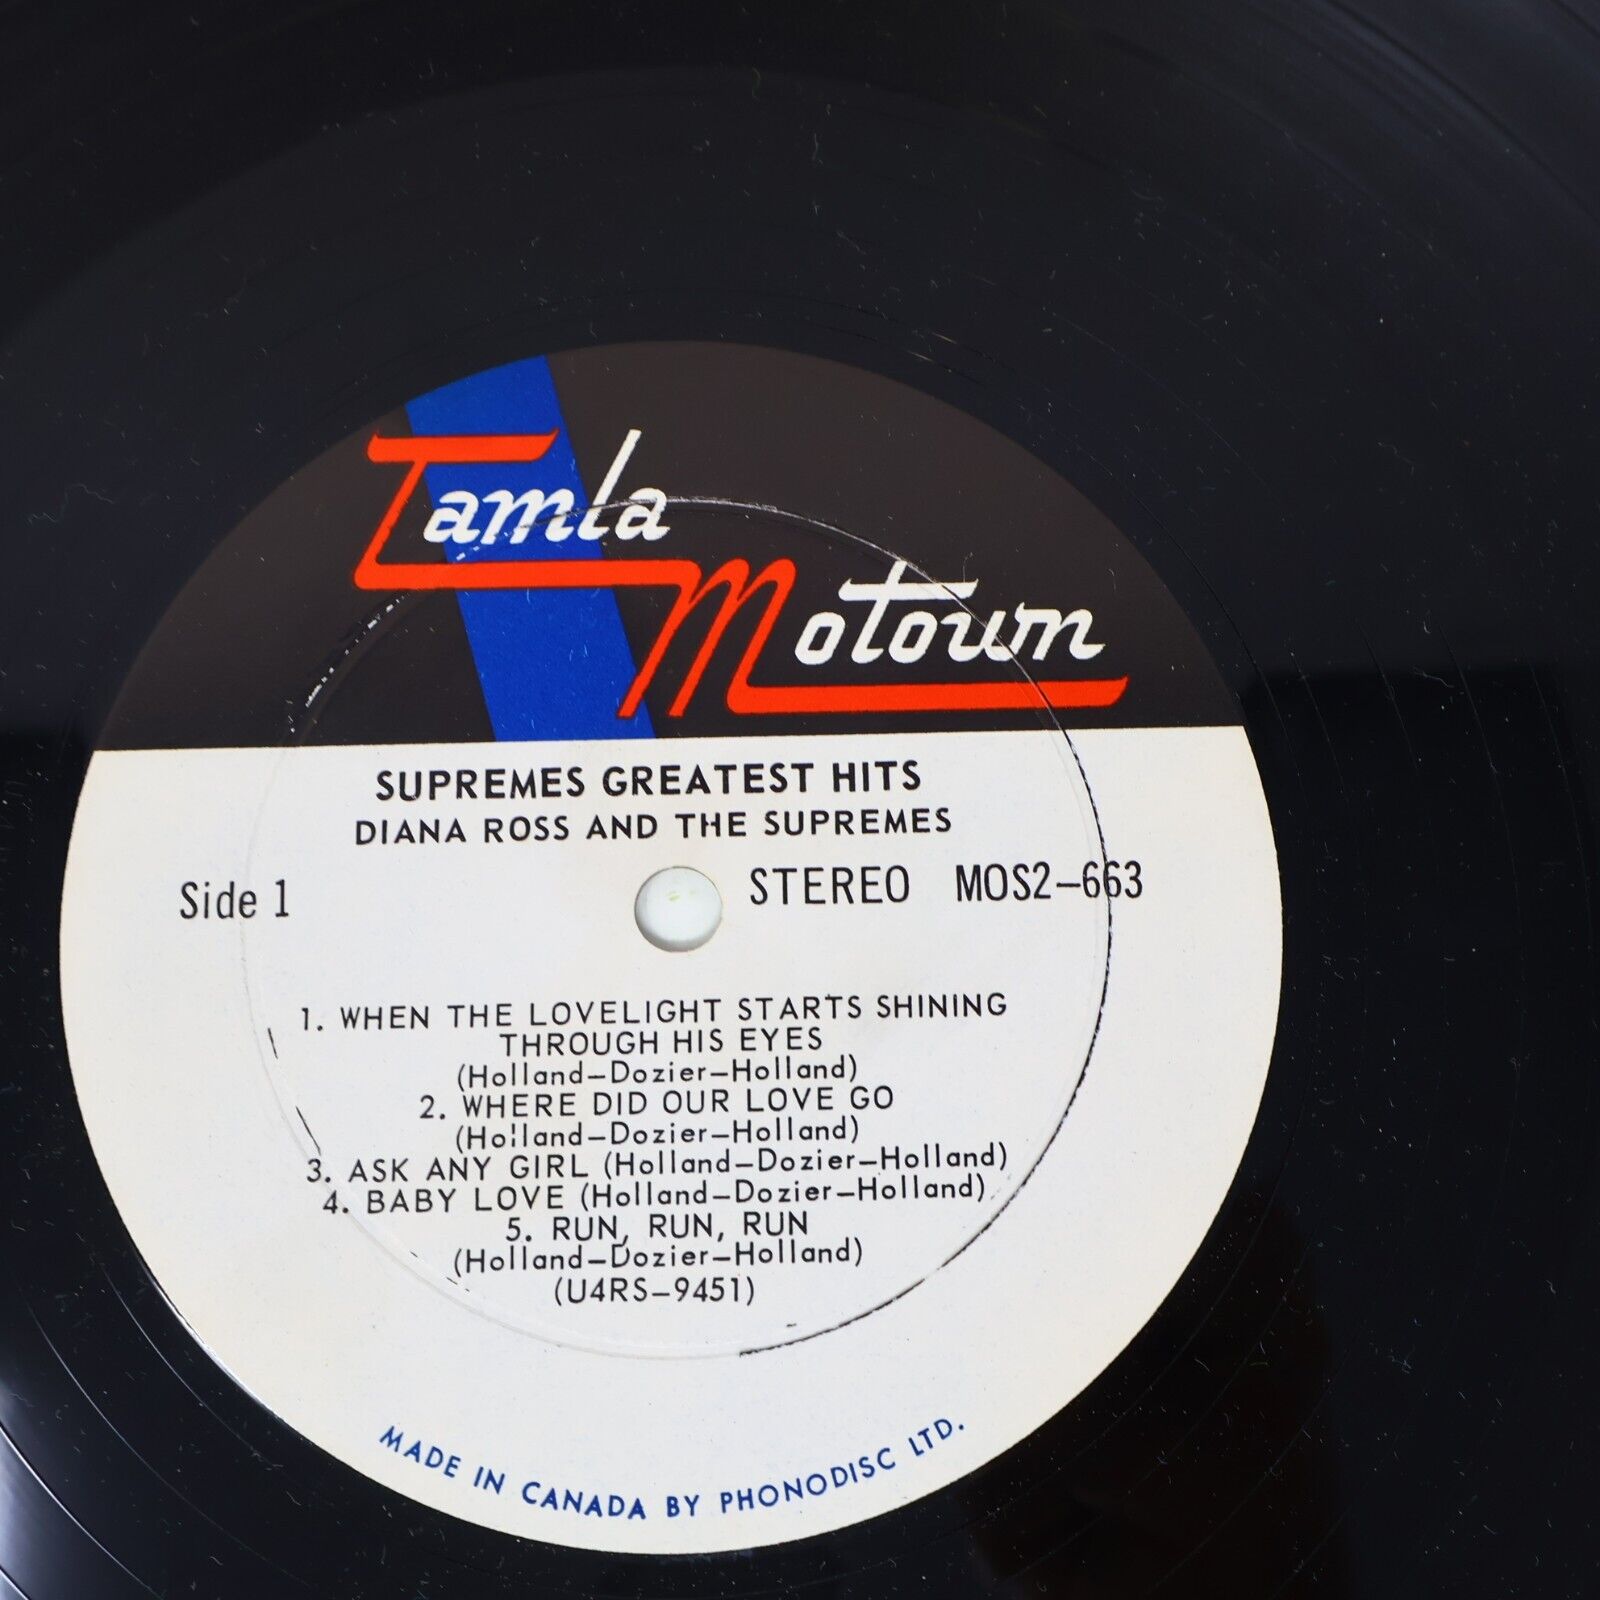 Tamla
Motown
SUPREMES GREATEST HITS
DIANA ROSS AND THE SUPREMES
Side 1
STEREO MOS2-663
1. WHEN THE LOVELIGHT STARTS SHINING
THROUGH HIS EYES
(Holland-Dozier-Holland)
2. WHERE DID OUR LOVE GO
(Holland-Dozier-Holland)
3. ASK ANY GIRL (Holland-Dozier-Holland)
4. BABY LOVE (Holland-Dozier-Holland)
5. RUN, RUN, RUN
(Holland-Dozier-Holland)
(U4RS-9451)
MADE IN CANADA BY PHONODISC LTD.